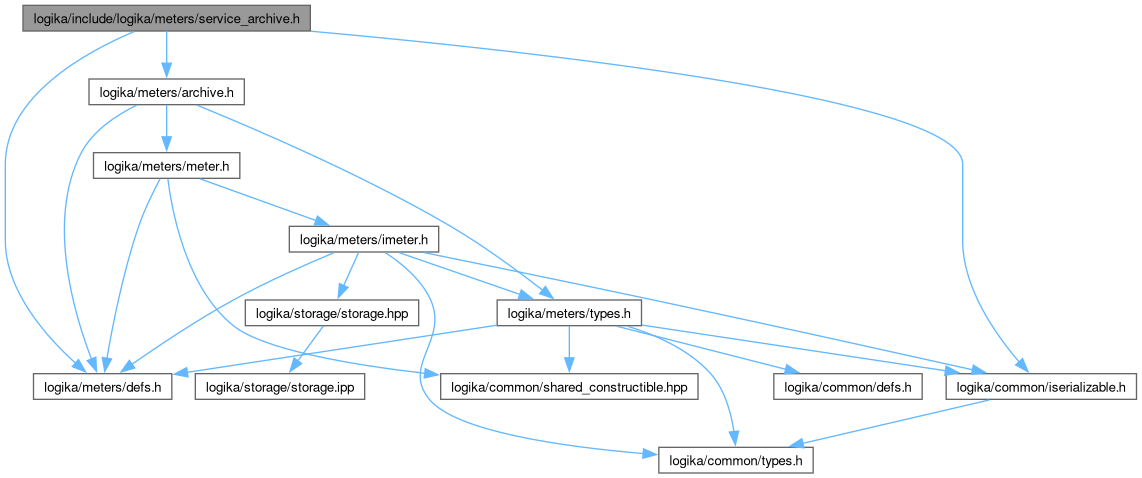 logika/include/logika/meters/service_archive.h
logika/meters/archive.h
logika/meters/meter.h
logika/meters/imeter.h
logika/storage/storage.hpp
logika/meters/types.h
logika/meters/defs.h
logika/storage/storage.ipp
logika/common/shared_constructible.hpp
logika/common/defs.h
logika/common/iserializable.h
logika/common/types.h